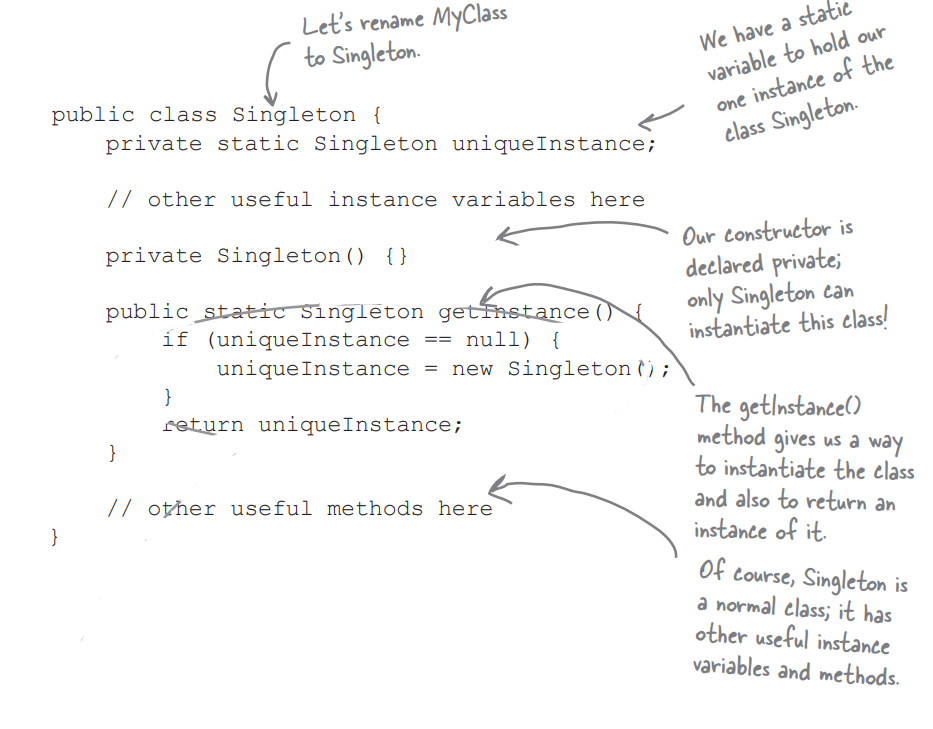 Let's rename MyClass
to Singleton.
We have a static
variable to hold our
one instance of the
class Singleton.
public class Singleton {
    private static Singleton uniqueInstance;
    // other useful instance variables here
    private Singleton() {}
Our constructor is
declared private;
only Singleton can
instantiate this class!
    public static Singleton getInstance() {
        if (uniqueInstance == null) {
            uniqueInstance = new Singleton();
        }
        return uniqueInstance;
    }
The getInstance()
method gives us a way
to instantiate the class
and also to return an
instance of it.
    // other useful methods here
}
Of course, Singleton is
a normal class; it has
other useful instance
variables and methods.